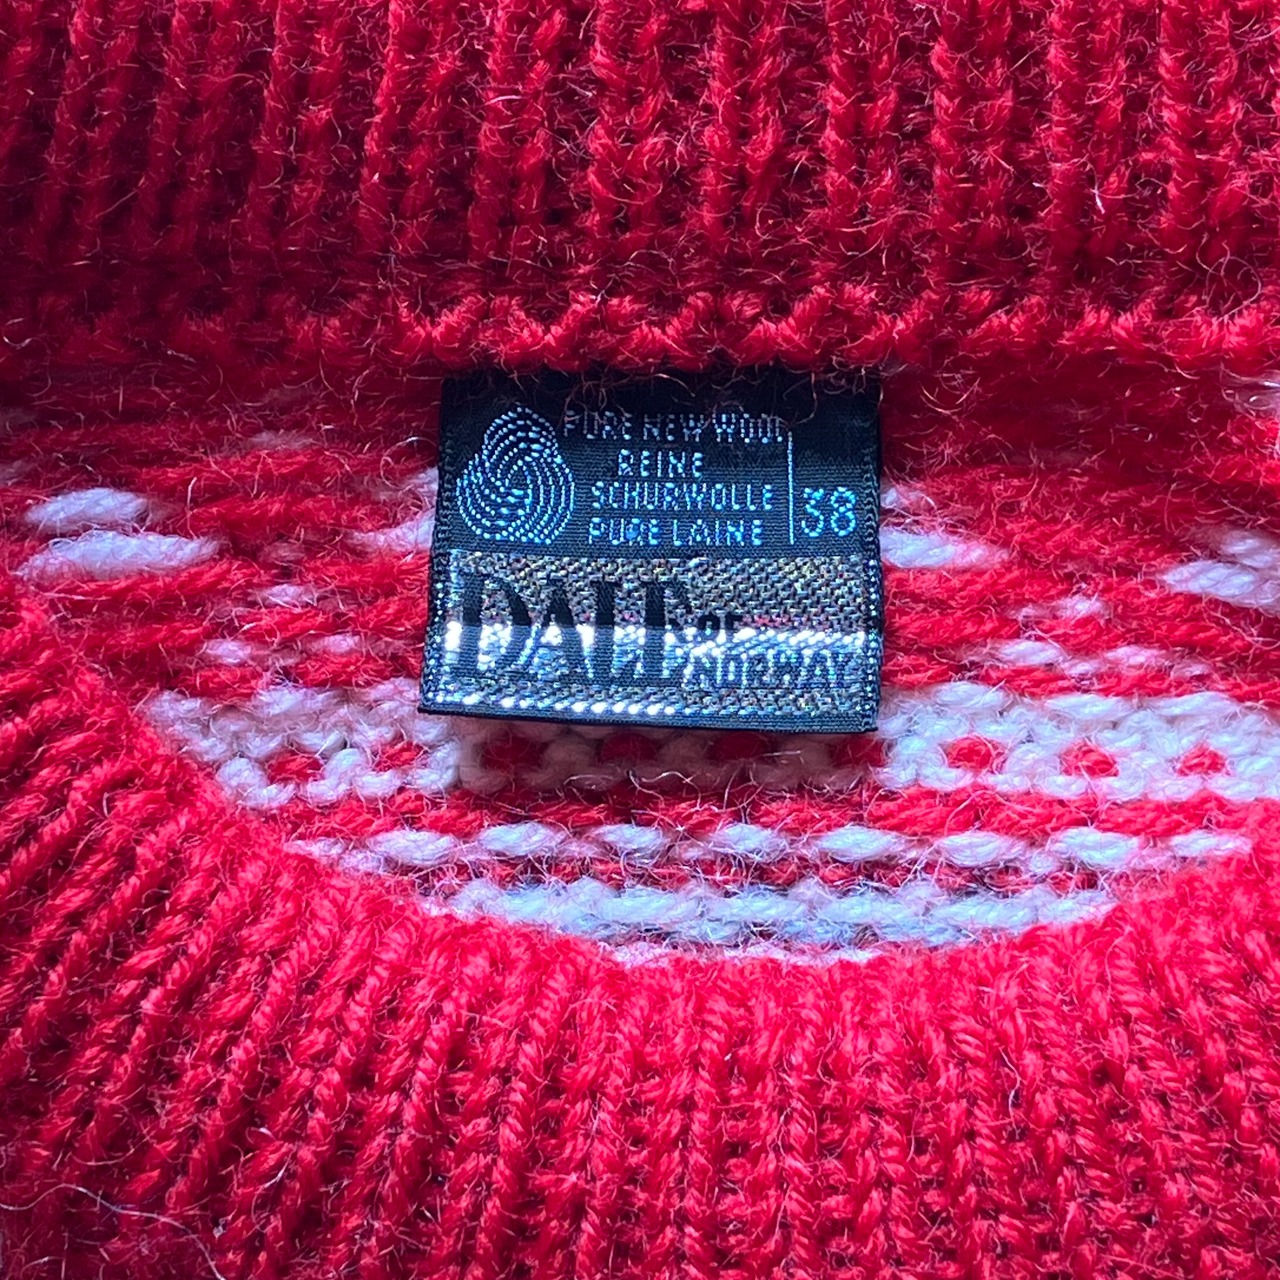 PURE NEW WOOL
REINE
SCHURWOLLE
PURE LAINE
38
DALE OF
NORWAY